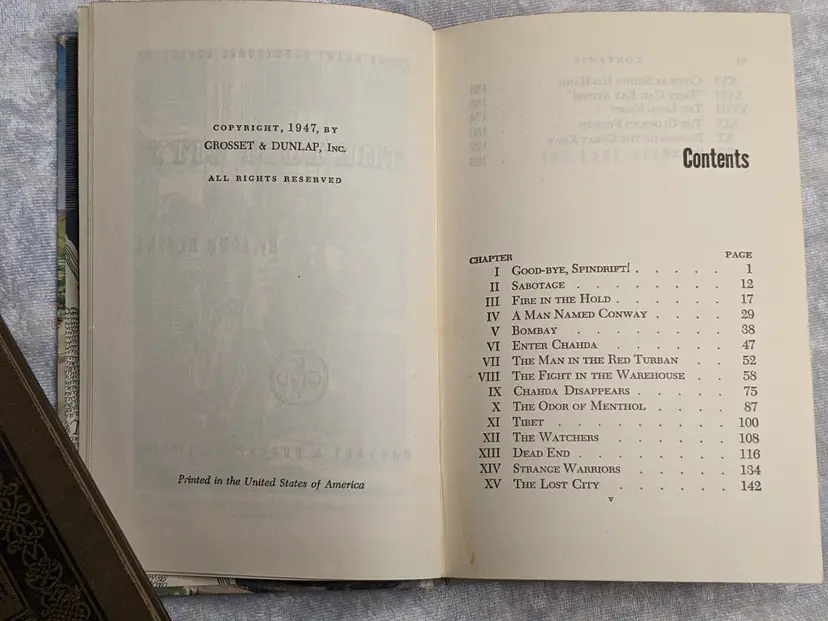 COPYRIGHT, 1947, BY
GROSSET & DUNLAP, INC.
ALL RIGHTS RESERVED
Printed in the United States of America
Contents
CHAPTER PAGE
I GOOD-BYE, SPINDRIFT! . . . . . 1
II SABOTAGE . . . . . . . . 12
III FIRE IN THE HOLD . . . . . . 17
IV A MAN NAMED CONWAY . . . . 29
V BOMBAY . . . . . . . . 38
VI ENTER CHAHDA . . . . . . 47
VII THE MAN IN THE RED TURBAN . . . 52
VIII THE FIGHT IN THE WAREHOUSE . . . 58
IX CHAHDA DISAPPEARS . . . . . 75
X THE ODOR OF MENTHOL . . . . 87
XI TIBET . . . . . . . . . 100
XII THE WATCHERS . . . . . . 108
XIII DEAD END . . . . . . . . 116
XIV STRANGE WARRIORS . . . . . 134
XV THE LOST CITY . . . . . . 142
v